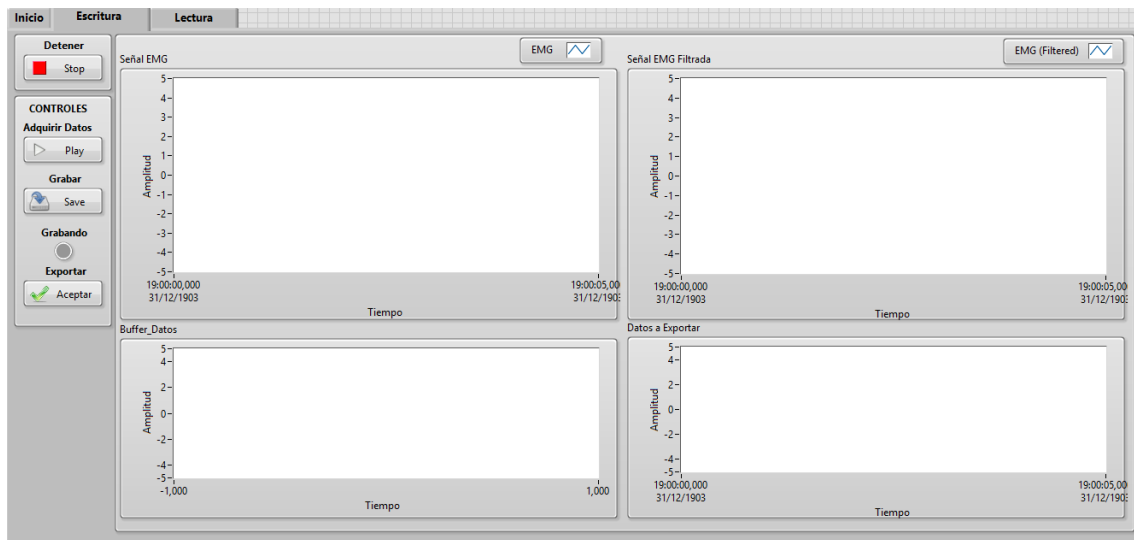 Inicio Escritura Lectura
Detener
Stop
CONTROLES
Adquirir Datos
Play
Grabar
Save
Grabando
Exportar
Aceptar
Señal EMG
EMG
5
4
3
2
1
0
-1
-2
-3
-4
-5
Amplitud
19:00:00,000 19:00:05,00
31/12/1903 31/12/190
Tiempo
Señal EMG Filtrada
EMG (Filtered)
5
4
3
2
1
0
-1
-2
-3
-4
-5
Amplitud
19:00:00,000 19:00:05,00
31/12/1903 31/12/1903
Tiempo
Buffer_Datos
5
4
2
0
-2
-4
-5
Amplitud
-1,000 1,000
Tiempo
Datos a Exportar
5
4
2
0
-2
-4
-5
Amplitud
19:00:00,000 19:00:05,00
31/12/1903 31/12/1903
Tiempo